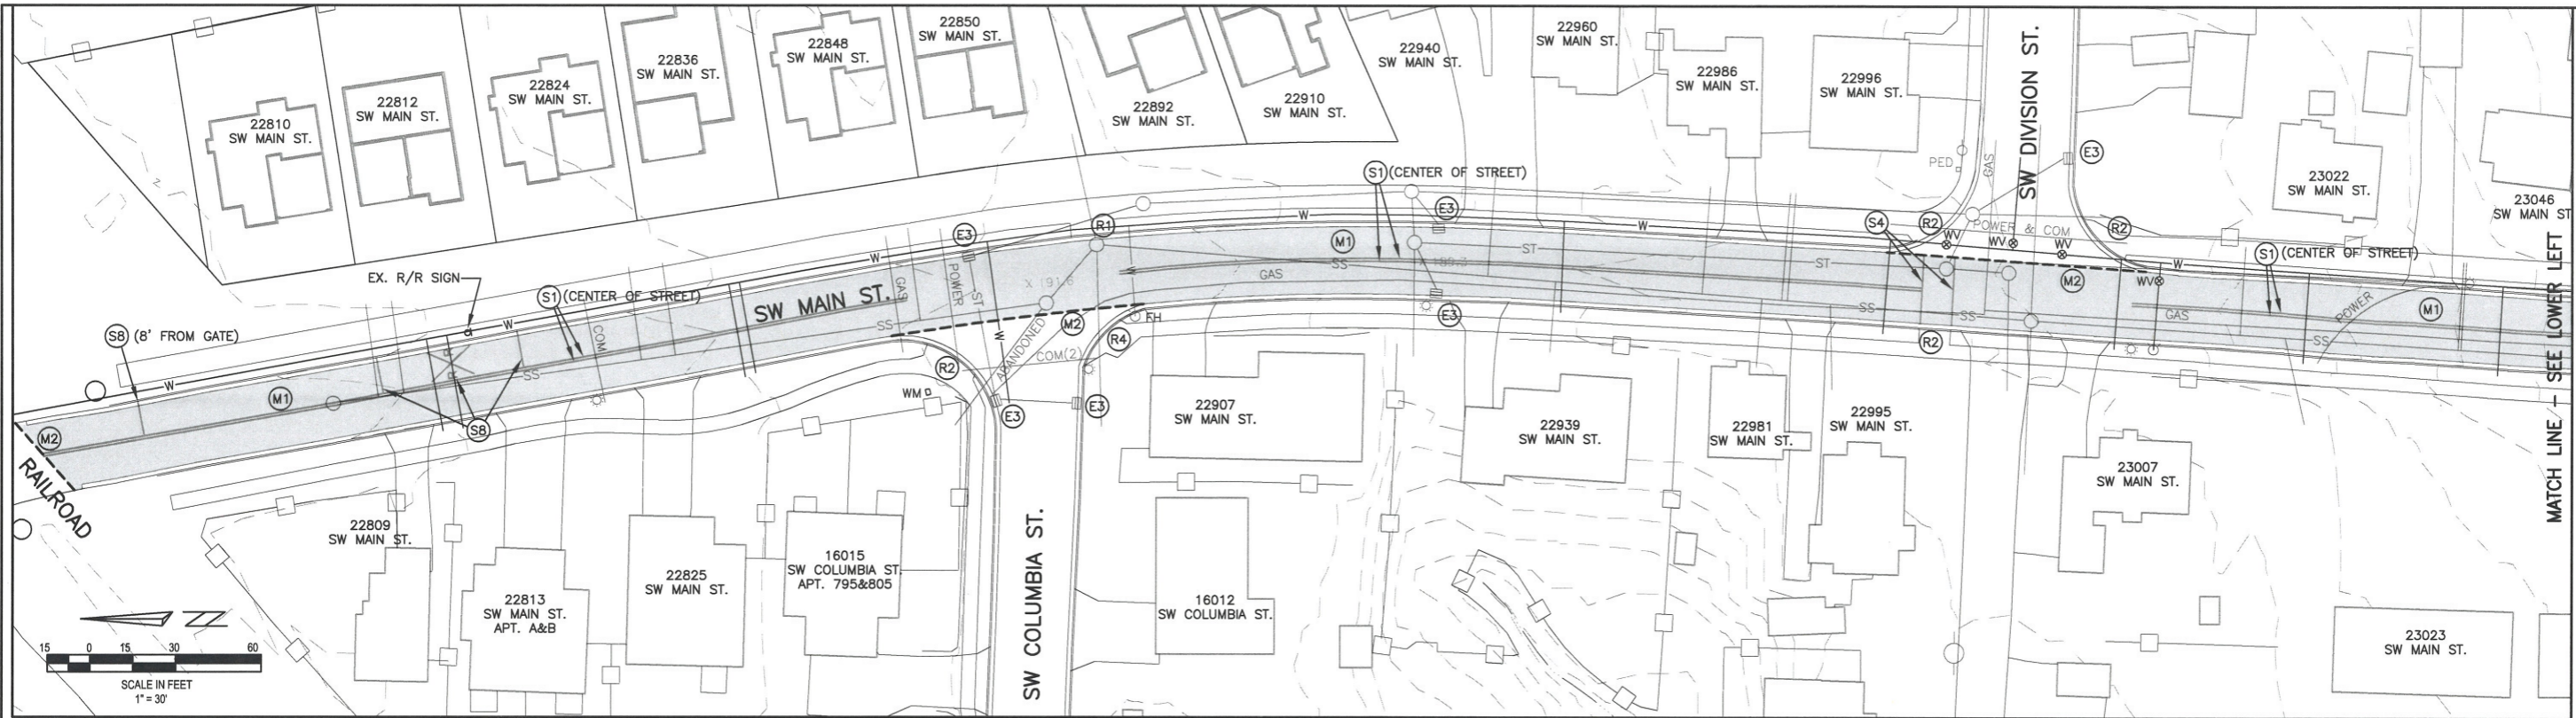 22810
SW MAIN ST.
22812
SW MAIN ST.
22824
SW MAIN ST.
22836
SW MAIN ST.
22848
SW MAIN ST.
22850
SW MAIN ST.
22892
SW MAIN ST.
22910
SW MAIN ST.
22940
SW MAIN ST.
22960
SW MAIN ST.
22986
SW MAIN ST.
22996
SW MAIN ST.
SW DIVISION ST.
23022
SW MAIN ST.
23046
SW MAIN ST
PED
GAS
E3
S1 (CENTER OF STREET)
E3
R1
E3
M1
W
W
W
ST
ST
S4
R2
POWER & COM
WV
WV
WV
WV
R2
S1 (CENTER OF STREET)
W
M2
M1
POWER
GAS
SS
MATCH LINE - SEE LOWER LEFT
EX. R/R SIGN
S1 (CENTER OF STREET)
S8 (8' FROM GATE)
W
W
COM
SW MAIN ST.
GAS
POWER
ST
X 191.6
W
SS
GAS
SS
SS
SS
E3
R2
M1
S8
SS
M2
RAILROAD
ABANDONED
W
M2
FH
R4
COM(2)
R2
WM
E3
E3
22907
SW MAIN ST.
22939
SW MAIN ST.
22981
SW MAIN ST.
22995
SW MAIN ST.
23007
SW MAIN ST.
22809
SW MAIN ST.
22813
SW MAIN ST.
APT. A&B
22825
SW MAIN ST.
16015
SW COLUMBIA ST.
APT. 795&805
SW COLUMBIA ST.
16012
SW COLUMBIA ST.
23023
SW MAIN ST.
15 0 15 30 60
SCALE IN FEET
1" = 30'